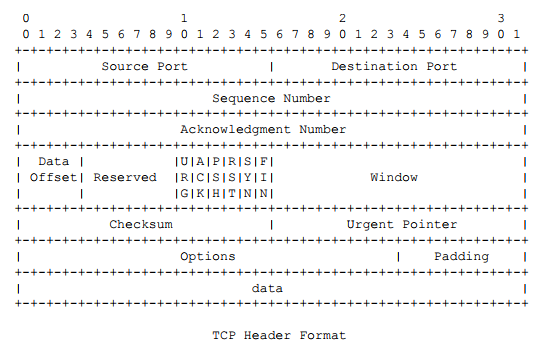 0                   1                   2                   3
 0 1 2 3 4 5 6 7 8 9 0 1 2 3 4 5 6 7 8 9 0 1 2 3 4 5 6 7 8 9 0 1
+-+-+-+-+-+-+-+-+-+-+-+-+-+-+-+-+-+-+-+-+-+-+-+-+-+-+-+-+-+-+-+-+
|          Source Port          |       Destination Port        |
+-+-+-+-+-+-+-+-+-+-+-+-+-+-+-+-+-+-+-+-+-+-+-+-+-+-+-+-+-+-+-+-+
|                        Sequence Number                        |
+-+-+-+-+-+-+-+-+-+-+-+-+-+-+-+-+-+-+-+-+-+-+-+-+-+-+-+-+-+-+-+-+
|                    Acknowledgment Number                      |
+-+-+-+-+-+-+-+-+-+-+-+-+-+-+-+-+-+-+-+-+-+-+-+-+-+-+-+-+-+-+-+-+
|  Data |           |U|A|P|R|S|F|                               |
| Offset| Reserved  |R|C|S|S|Y|I|            Window             |
|       |           |G|K|H|T|N|N|                               |
+-+-+-+-+-+-+-+-+-+-+-+-+-+-+-+-+-+-+-+-+-+-+-+-+-+-+-+-+-+-+-+-+
|           Checksum            |         Urgent Pointer        |
+-+-+-+-+-+-+-+-+-+-+-+-+-+-+-+-+-+-+-+-+-+-+-+-+-+-+-+-+-+-+-+-+
|                    Options                    |    Padding    |
+-+-+-+-+-+-+-+-+-+-+-+-+-+-+-+-+-+-+-+-+-+-+-+-+-+-+-+-+-+-+-+-+
|                             data                              |
+-+-+-+-+-+-+-+-+-+-+-+-+-+-+-+-+-+-+-+-+-+-+-+-+-+-+-+-+-+-+-+-+
TCP Header Format